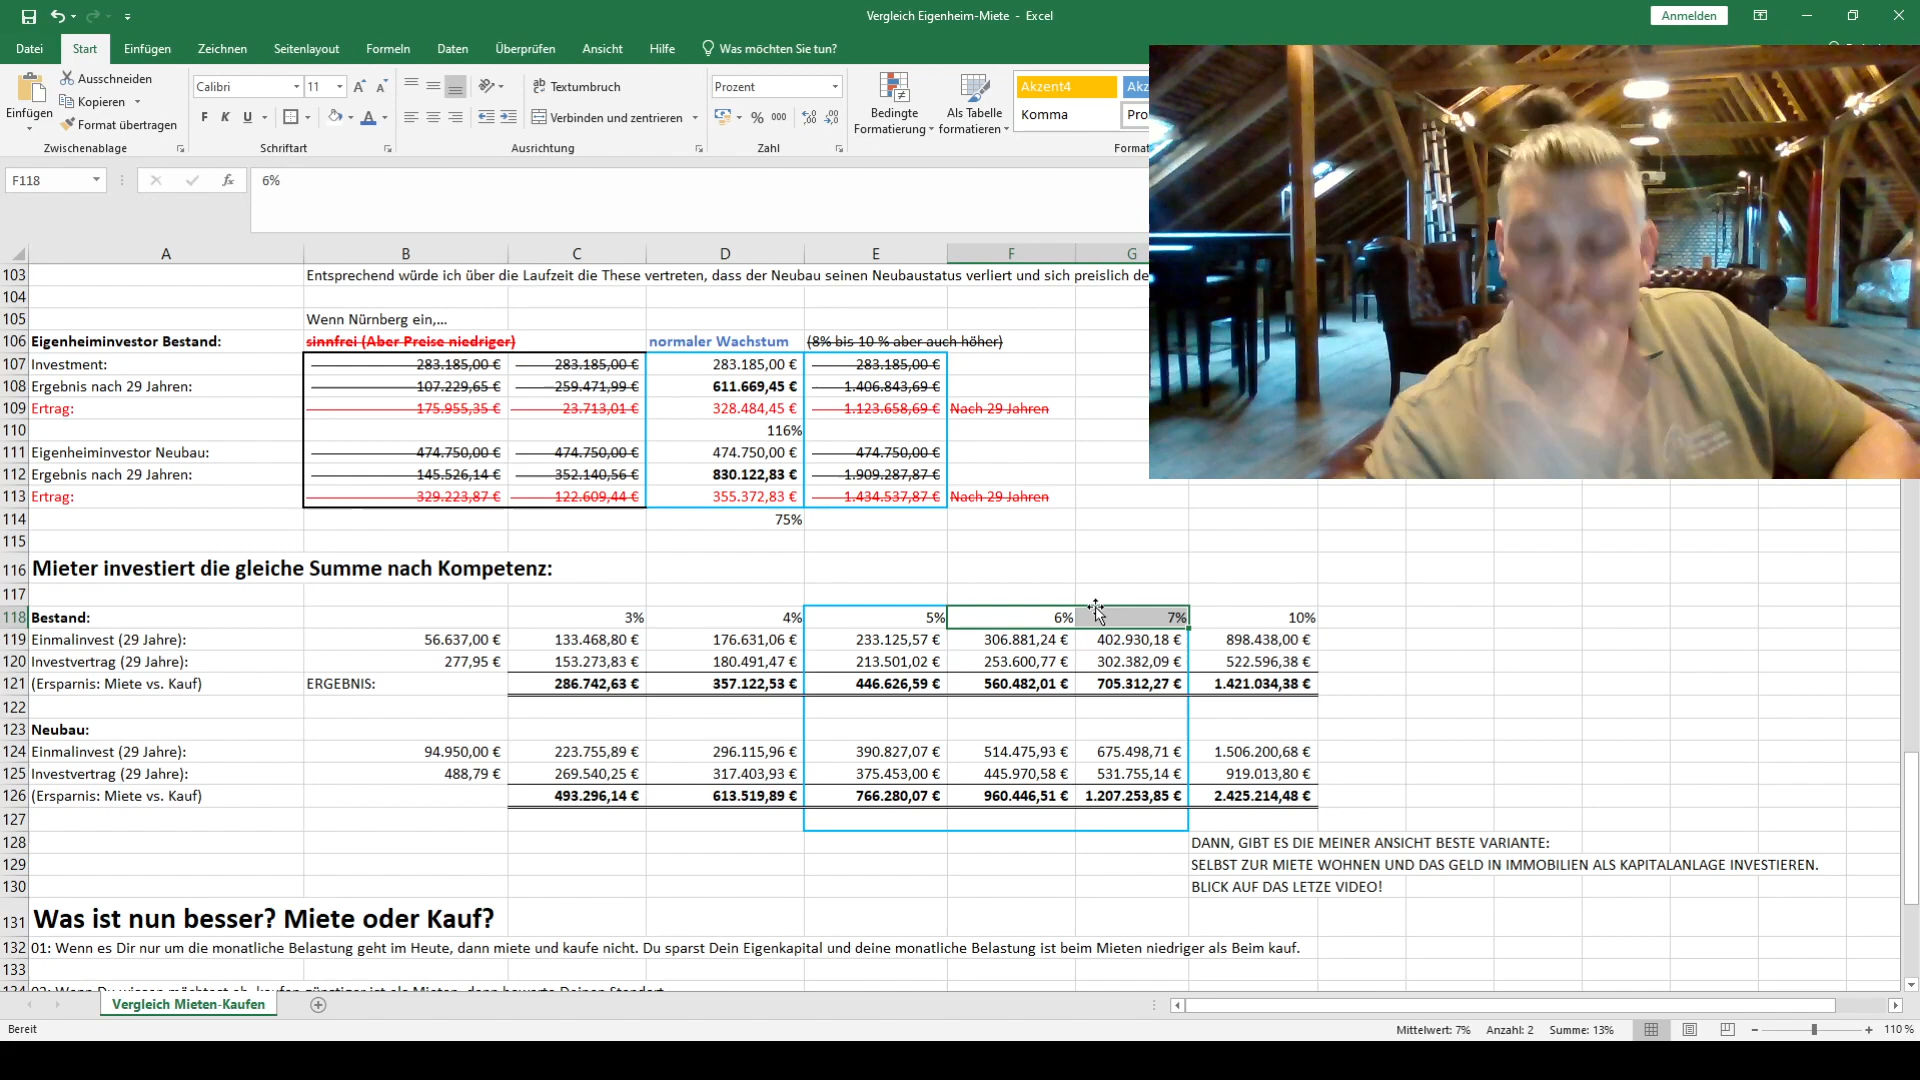 Vergleich Eigenheim-Miete - Excel
Anmelden
Datei Start Einfügen Zeichnen Seitenlayout Formeln Daten Überprüfen Ansicht Hilfe Was möchten Sie tun?
Einfügen
Ausschneiden
Kopieren
Format übertragen
Zwischenablage
Calibri 11
F K U
Schriftart
Textumbruch
Verbinden und zentrieren
Ausrichtung
Prozent
% 000
Zahl
Bedingte Formatierung
Als Tabelle formatieren
Akzent4 Akz
Komma Pro
Format
F118 fx 6%
A B C D E F G
103 Entsprechend würde ich über die Laufzeit die These vertreten, dass der Neubau seinen Neubaustatus verliert und sich preislich de
104
105 Wenn Nürnberg ein,...
106 Eigenheiminvestor Bestand: sinnfrei (Aber Preise niedriger) normaler Wachstum (8% bis 10 % aber auch höher)
107 Investment: 283.185,00 € 283.185,00 € 283.185,00 € 283.185,00 €
108 Ergebnis nach 29 Jahren: 107.229,65 € 259.471,99 € 611.669,45 € 1.406.843,69 €
109 Ertrag: 175.955,35 € 23.713,01 € 328.484,45 € 1.123.658,69 € Nach 29 Jahren
110 116%
111 Eigenheiminvestor Neubau: 474.750,00 € 474.750,00 € 474.750,00 € 474.750,00 €
112 Ergebnis nach 29 Jahren: 145.526,14 € 352.140,56 € 830.122,83 € 1.909.287,87 €
113 Ertrag: 329.223,87 € 122.609,44 € 355.372,83 € 1.434.537,87 € Nach 29 Jahren
114 75%
115
116 Mieter investiert die gleiche Summe nach Kompetenz:
117
118 Bestand: 3% 4% 5% 6% 7% 10%
119 Einmalinvest (29 Jahre): 56.637,00 € 133.468,80 € 176.631,06 € 233.125,57 € 306.881,24 € 402.930,18 € 898.438,00 €
120 Investvertrag (29 Jahre): 277,95 € 153.273,83 € 180.491,47 € 213.501,02 € 253.600,77 € 302.382,09 € 522.596,38 €
121 (Ersparnis: Miete vs. Kauf) ERGEBNIS: 286.742,63 € 357.122,53 € 446.626,59 € 560.482,01 € 705.312,27 € 1.421.034,38 €
122
123 Neubau:
124 Einmalinvest (29 Jahre): 94.950,00 € 223.755,89 € 296.115,96 € 390.827,07 € 514.475,93 € 675.498,71 € 1.506.200,68 €
125 Investvertrag (29 Jahre): 488,79 € 269.540,25 € 317.403,93 € 375.453,00 € 445.970,58 € 531.755,14 € 919.013,80 €
126 (Ersparnis: Miete vs. Kauf) 493.296,14 € 613.519,89 € 766.280,07 € 960.446,51 € 1.207.253,85 € 2.425.214,48 €
127
128 DANN, GIBT ES DIE MEINER ANSICHT BESTE VARIANTE:
129 SELBST ZUR MIETE WOHNEN UND DAS GELD IN IMMOBILIEN ALS KAPITALANLAGE INVESTIEREN.
130 BLICK AUF DAS LETZE VIDEO!
131 Was ist nun besser? Miete oder Kauf?
132 01: Wenn es Dir nur um die monatliche Belastung geht im Heute, dann miete und kaufe nicht. Du sparst Dein Eigenkapital und deine monatliche Belastung ist beim Mieten niedriger als Beim kauf.
133
Vergleich Mieten-Kaufen
Bereit
Mittelwert: 7% Anzahl: 2 Summe: 13% 110 %